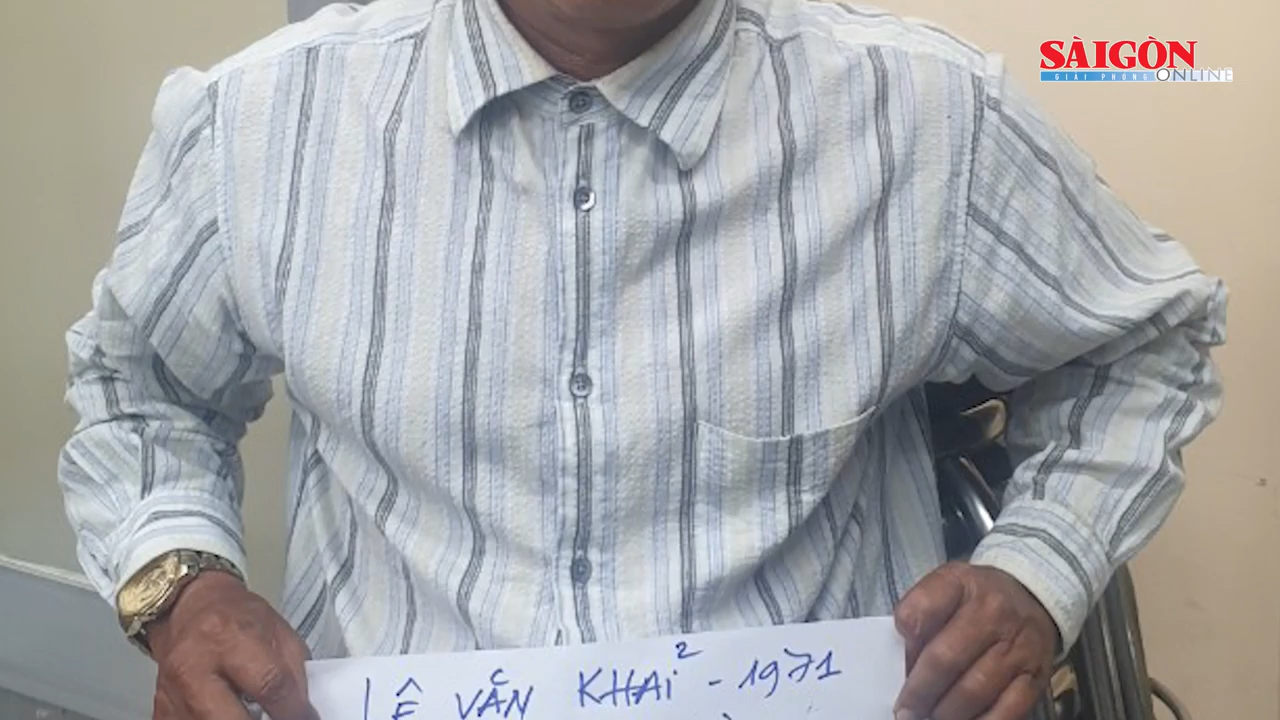 SÀIGÒN
GIẢI PHÓNG ONLINE
LÊ VĂN KHẢI - 1971